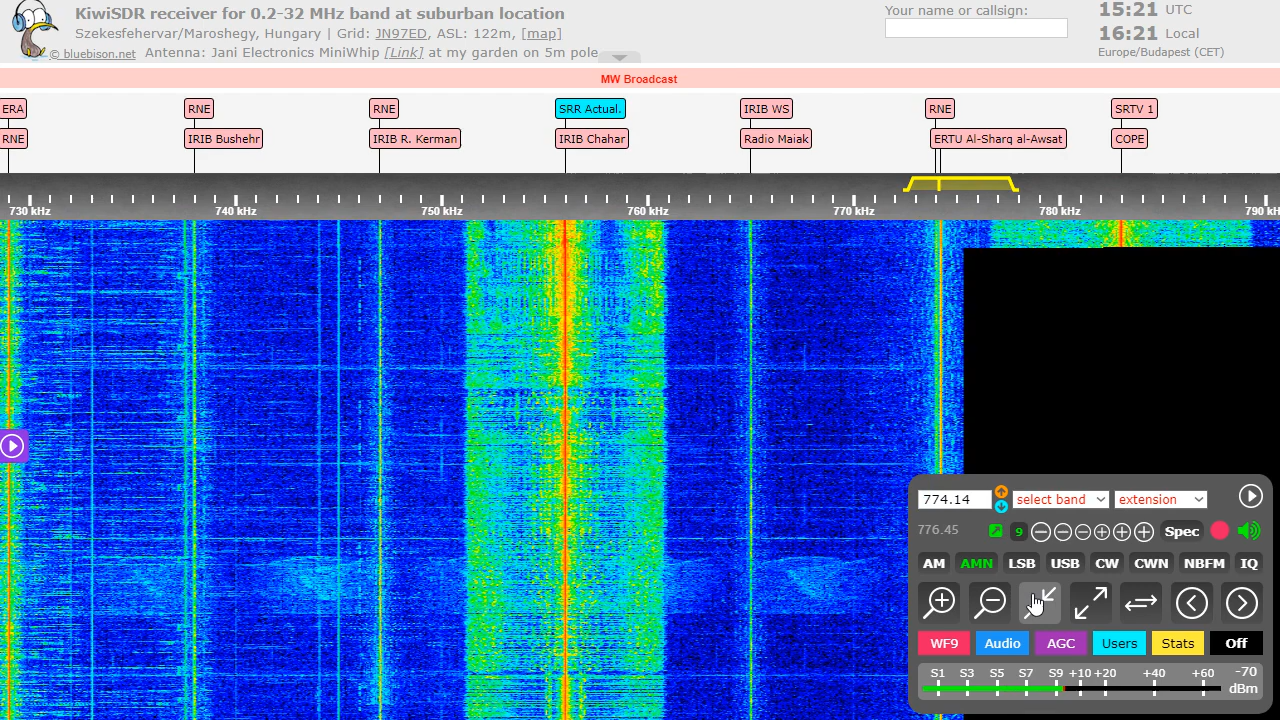 KiwiSDR receiver for 0.2-32 MHz band at suburban location
Szekesfehervar/Maroshegy, Hungary | Grid: JN97ED, ASL: 122m, [map]
© bluebison.net Antenna: Jani Electronics MiniWhip [Link] at my garden on 5m pole
Your name or callsign:
15:21 UTC
16:21 Local
Europe/Budapest (CET)
MW Broadcast
ERA RNE RNE SRR Actual. IRIB WS RNE SRTV 1
RNE IRIB Bushehr IRIB R. Kerman IRIB Chahar Radio Maiak ERTU Al-Sharq al-Awsat COPE
730 kHz 740 kHz 750 kHz 760 kHz 770 kHz 780 kHz 790 kH
774.14 select band extension
776.45 9 Spec
AM AMN LSB USB CW CWN NBFM IQ
WF9 Audio AGC Users Stats Off
S1 S3 S5 S7 S9 +10 +20 +40 +60 -70
dBm